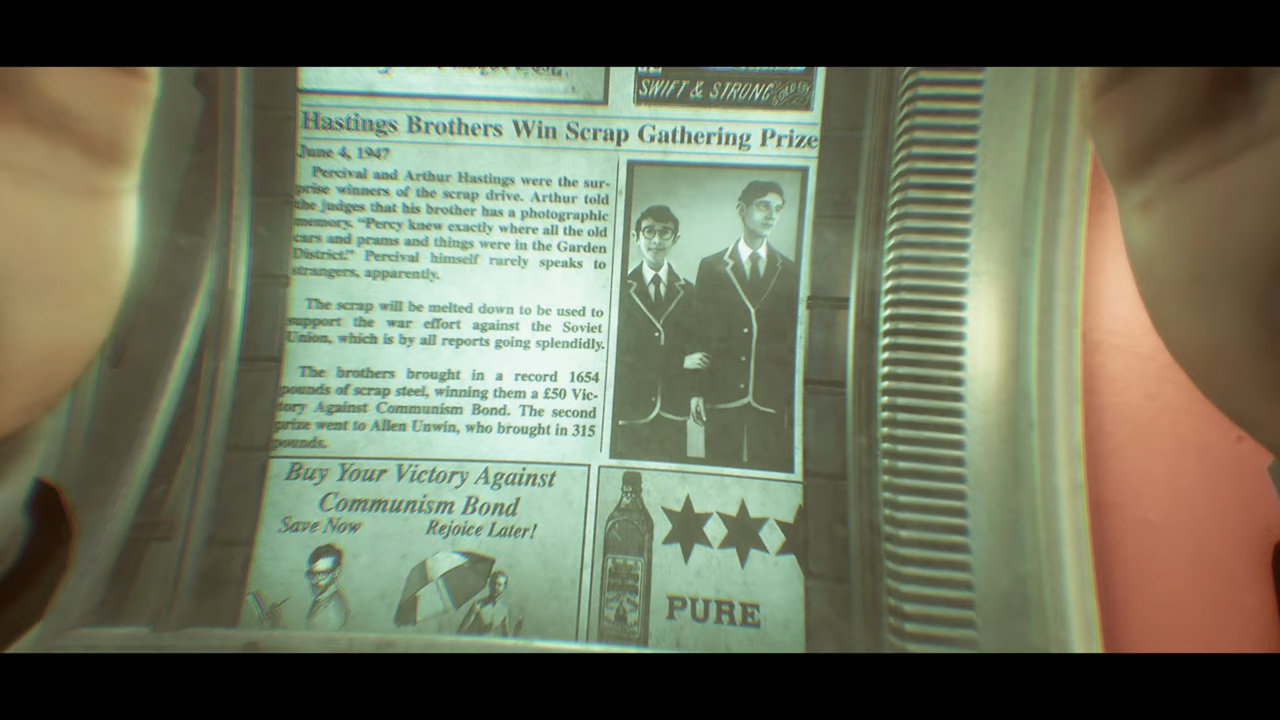 SWIFT & STRONG
Hastings Brothers Win Scrap Gathering Prize
June 4, 1947
Percival and Arthur Hastings were the sur-
prise winners of the scrap drive. Arthur told
the judges that his brother has a photographic
memory. "Percy knew exactly where all the old
cars and prams and things were in the Garden
District." Percival himself rarely speaks to
strangers, apparently.
The scrap will be melted down to be used to
support the war effort against the Soviet
Union, which is by all reports going splendidly.
The brothers brought in a record 1654
pounds of scrap steel, winning them a £50 Vic-
tory Against Communism Bond. The second
prize went to Allen Unwin, who brought in 315
pounds.
Buy Your Victory Against
Communism Bond
Save Now
Rejoice Later!
PURE